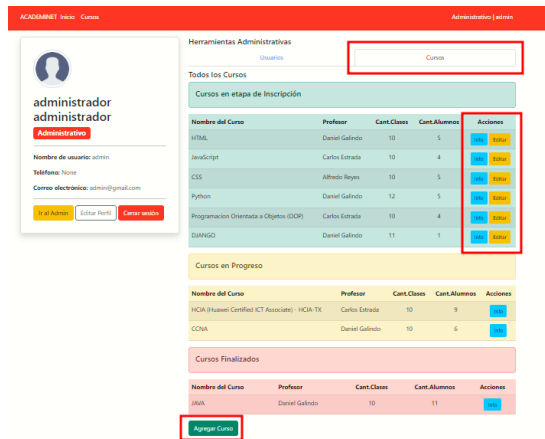 ACADEMINET Inicio Cursos
Administrativo | admin
administrador
administrador
Administrativo
Nombre de usuario: admin
Teléfono: None
Correo electrónico: admin@gmail.com
Ir al Admin Editar Perfil Cerrar sesión
Herramientas Administrativas
Usuarios Cursos
Todos los Cursos
Cursos en etapa de Inscripción
Nombre del Curso Profesor Cant.Clases Cant.Alumnos Acciones
HTML Daniel Galindo 10 5 Info Editar
JavaScript Carlos Estrada 10 4 Info Editar
CSS Alfredo Reyes 10 5 Info Editar
Python Daniel Galindo 12 5 Info Editar
Programacion Orientada a Objetos (OOP) Carlos Estrada 10 4 Info Editar
DJANGO Daniel Galindo 11 1 Info Editar
Cursos en Progreso
Nombre del Curso Profesor Cant.Clases Cant.Alumnos Acciones
HCIA (Huawei Certified ICT Associate) - HCIA-TX Carlos Estrada 10 9 Info
CCNA Daniel Galindo 10 6 Info
Cursos Finalizados
Nombre del Curso Profesor Cant.Clases Cant.Alumnos Acciones
JAVA Daniel Galindo 10 11 Info
Agregar Curso